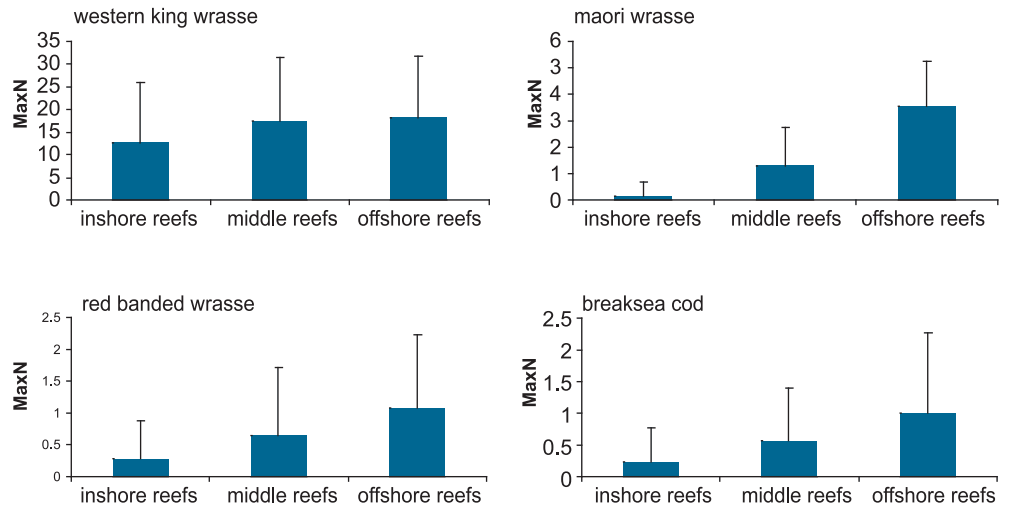 western king wrasse
35
30
25
20
15
10
5
0
MaxN
inshore reefs middle reefs offshore reefs
maori wrasse
6
3
4
3
2
1
0
MaxN
inshore reefs middle reefs offshore reefs
red banded wrasse
2.5
2
1.5
1
0.5
0
MaxN
inshore reefs middle reefs offshore reefs
breaksea cod
2.5
2
1.5
1
0.5
0
MaxN
inshore reefs middle reefs offshore reefs